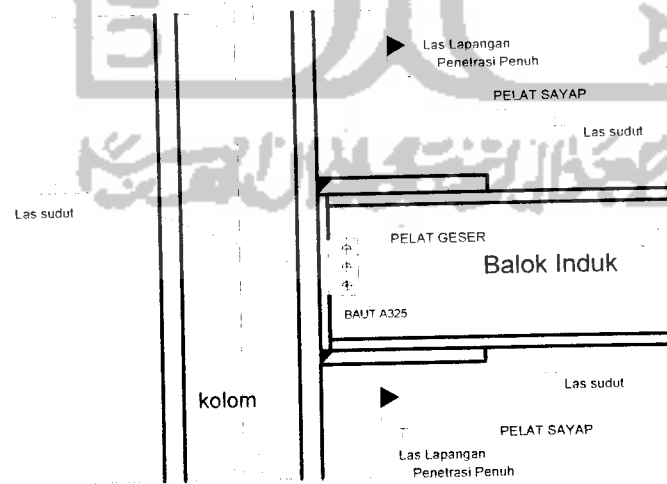 Las Lapangan
Penetrasi Penuh
PELAT SAYAP
Las sudut
Las sudut
PELAT GESER
Balok Induk
BAUT A325
Las sudut
kolom
PELAT SAYAP
Las Lapangan
Penetrasi Penuh